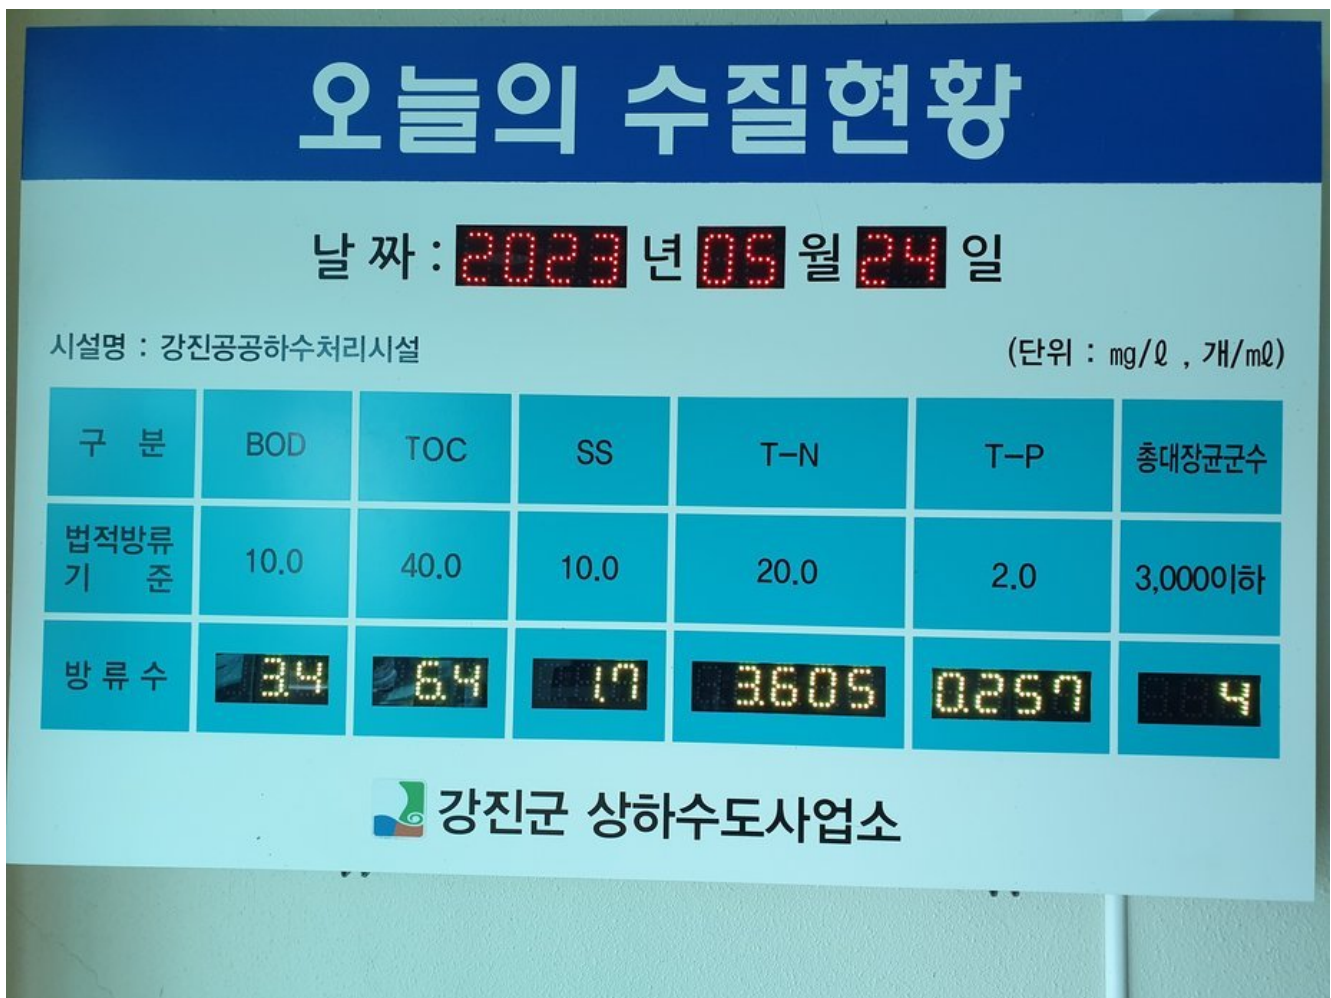 오늘의 수질현황
날 짜 : 2023 년 05 월 24 일
시설명 : 강진공공하수처리시설 (단위 : ㎎/ℓ , 개/㎖)
구 분 BOD TOC SS T-N T-P 총대장균군수
법적방류 기 준 10.0 40.0 10.0 20.0 2.0 3,000이하
방 류 수 3.4 6.4 1.7 3.605 0.257 4
강진군 상하수도사업소